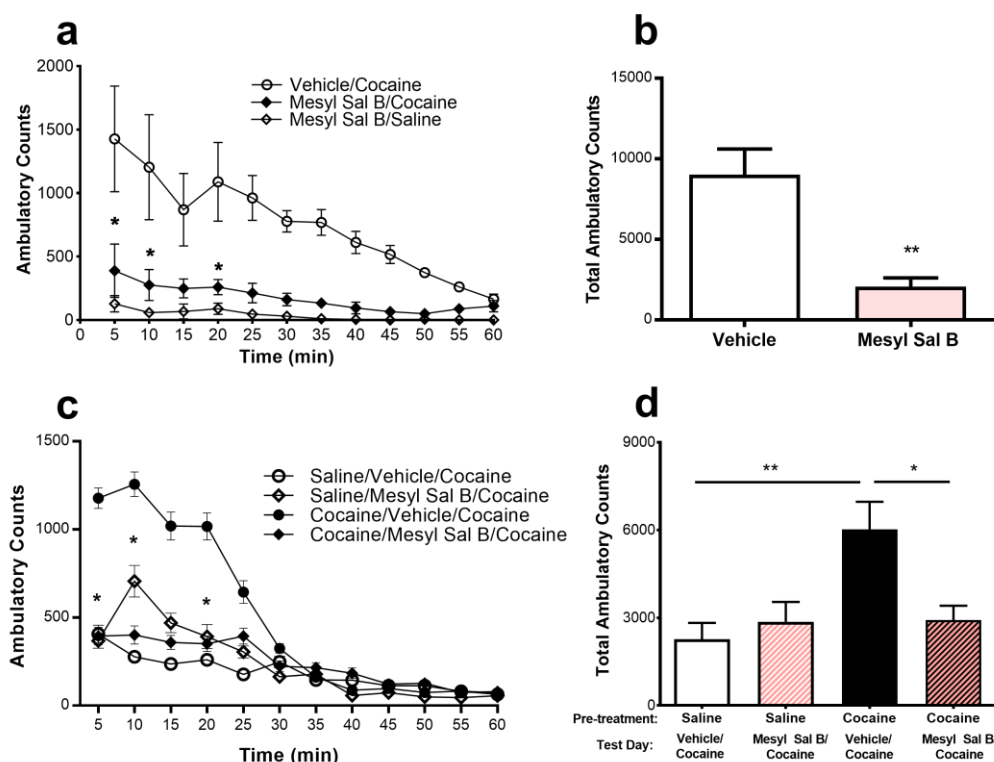 a
2000
1500
1000
500
0
Ambulatory Counts
Vehicle/Cocaine
Mesyl Sal B/Cocaine
Mesyl Sal B/Saline
*
*
*
5 10 15 20 25 30 35 40 45 50 55 60
Time (min)
b
15000
10000
5000
0
Total Ambulatory Counts
**
Vehicle Mesyl Sal B
c
1500
1000
500
0
Ambulatory Counts
Saline/Vehicle/Cocaine
Saline/Mesyl Sal B/Cocaine
Cocaine/Vehicle/Cocaine
Cocaine/Mesyl Sal B/Cocaine
*
*
*
5 10 15 20 25 30 35 40 45 50 55 60
Time (min)
d
9000
6000
3000
0
Total Ambulatory Counts
** *
Pre-treatment: Saline Saline Cocaine Cocaine
Test Day: Vehicle/ Mesyl Sal B/ Vehicle/ Mesyl Sal B
Cocaine Cocaine Cocaine Cocaine